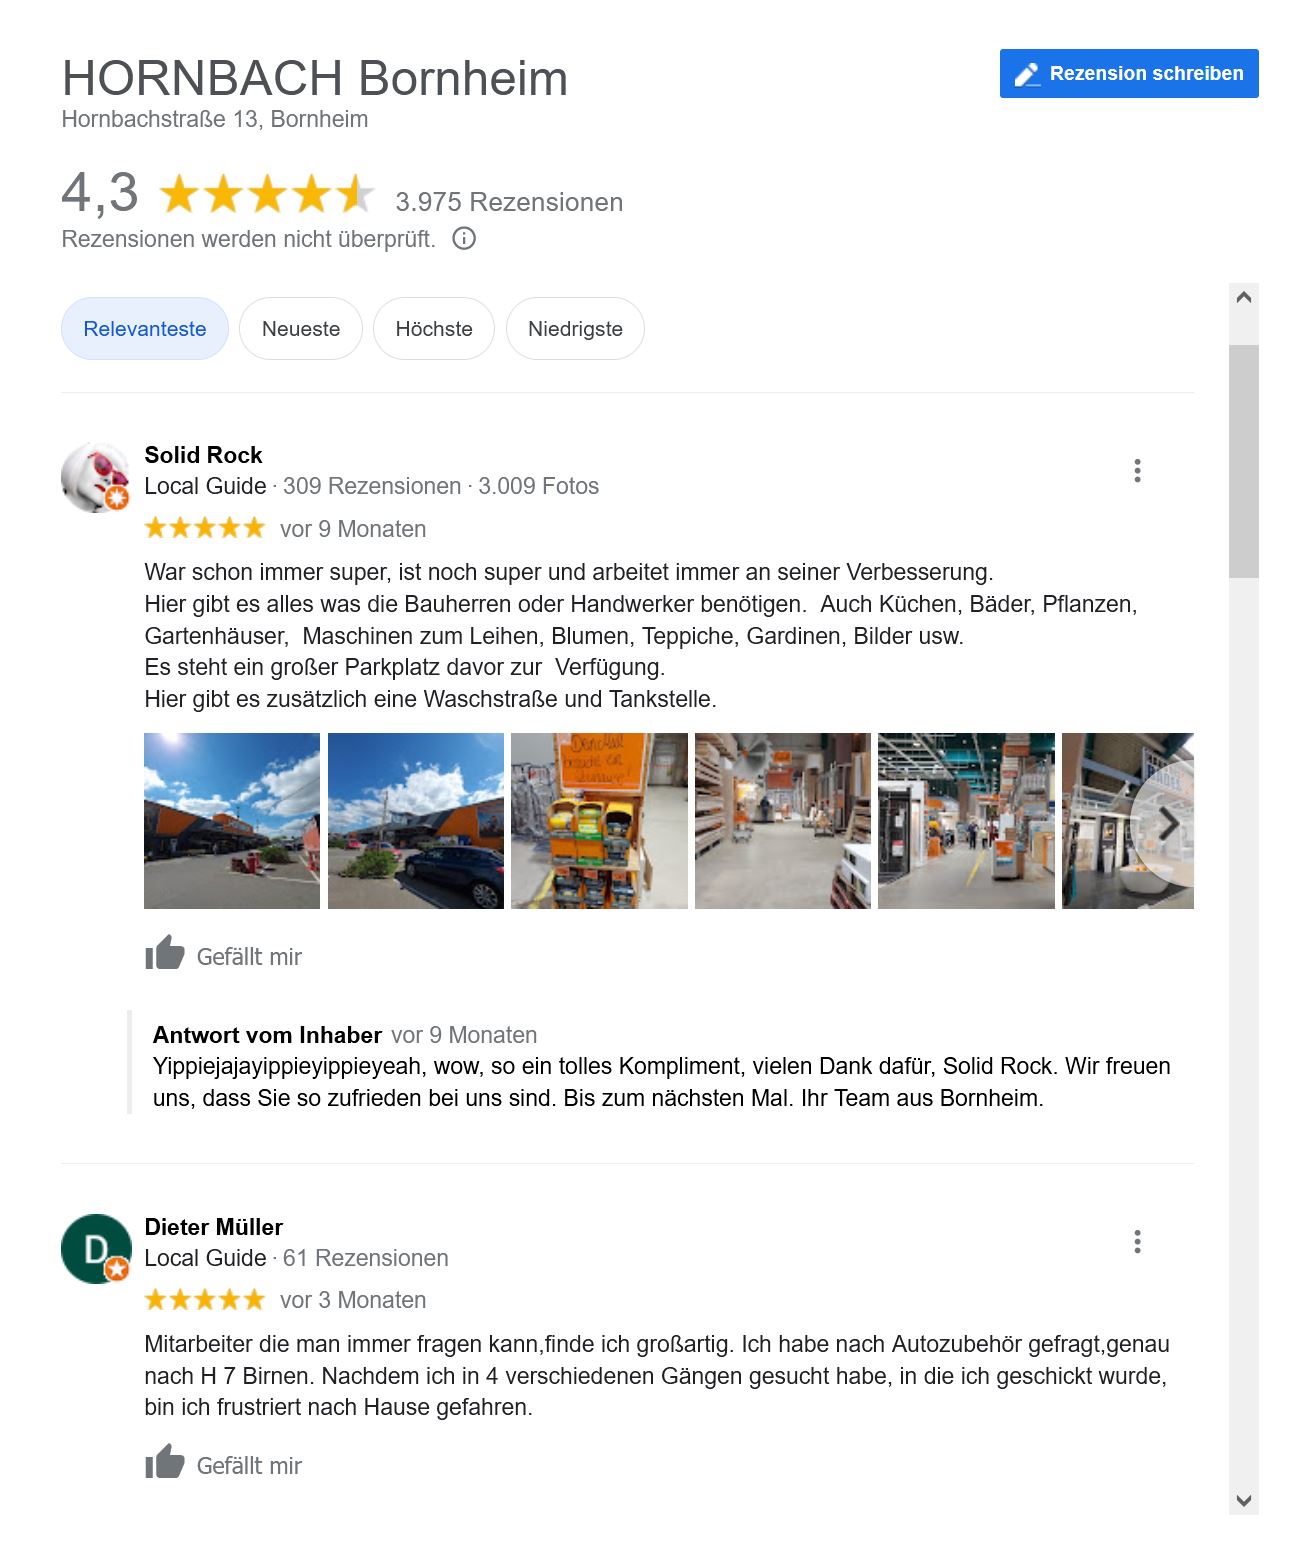 HORNBACH Bornheim
Rezension schreiben
Hornbachstraße 13, Bornheim
4,3 3.975 Rezensionen
Rezensionen werden nicht überprüft.
Relevanteste Neueste Höchste Niedrigste
Solid Rock
Local Guide · 309 Rezensionen · 3.009 Fotos
vor 9 Monaten
War schon immer super, ist noch super und arbeitet immer an seiner Verbesserung.
Hier gibt es alles was die Bauherren oder Handwerker benötigen.  Auch Küchen, Bäder, Pflanzen,
Gartenhäuser,  Maschinen zum Leihen, Blumen, Teppiche, Gardinen, Bilder usw.
Es steht ein großer Parkplatz davor zur  Verfügung.
Hier gibt es zusätzlich eine Waschstraße und Tankstelle.
Gefällt mir
Antwort vom Inhaber vor 9 Monaten
Yippiejajayippieyippieyeah, wow, so ein tolles Kompliment, vielen Dank dafür, Solid Rock. Wir freuen
uns, dass Sie so zufrieden bei uns sind. Bis zum nächsten Mal. Ihr Team aus Bornheim.
D
Dieter Müller
Local Guide · 61 Rezensionen
vor 3 Monaten
Mitarbeiter die man immer fragen kann,finde ich großartig. Ich habe nach Autozubehör gefragt,genau
nach H 7 Birnen. Nachdem ich in 4 verschiedenen Gängen gesucht habe, in die ich geschickt wurde,
bin ich frustriert nach Hause gefahren.
Gefällt mir